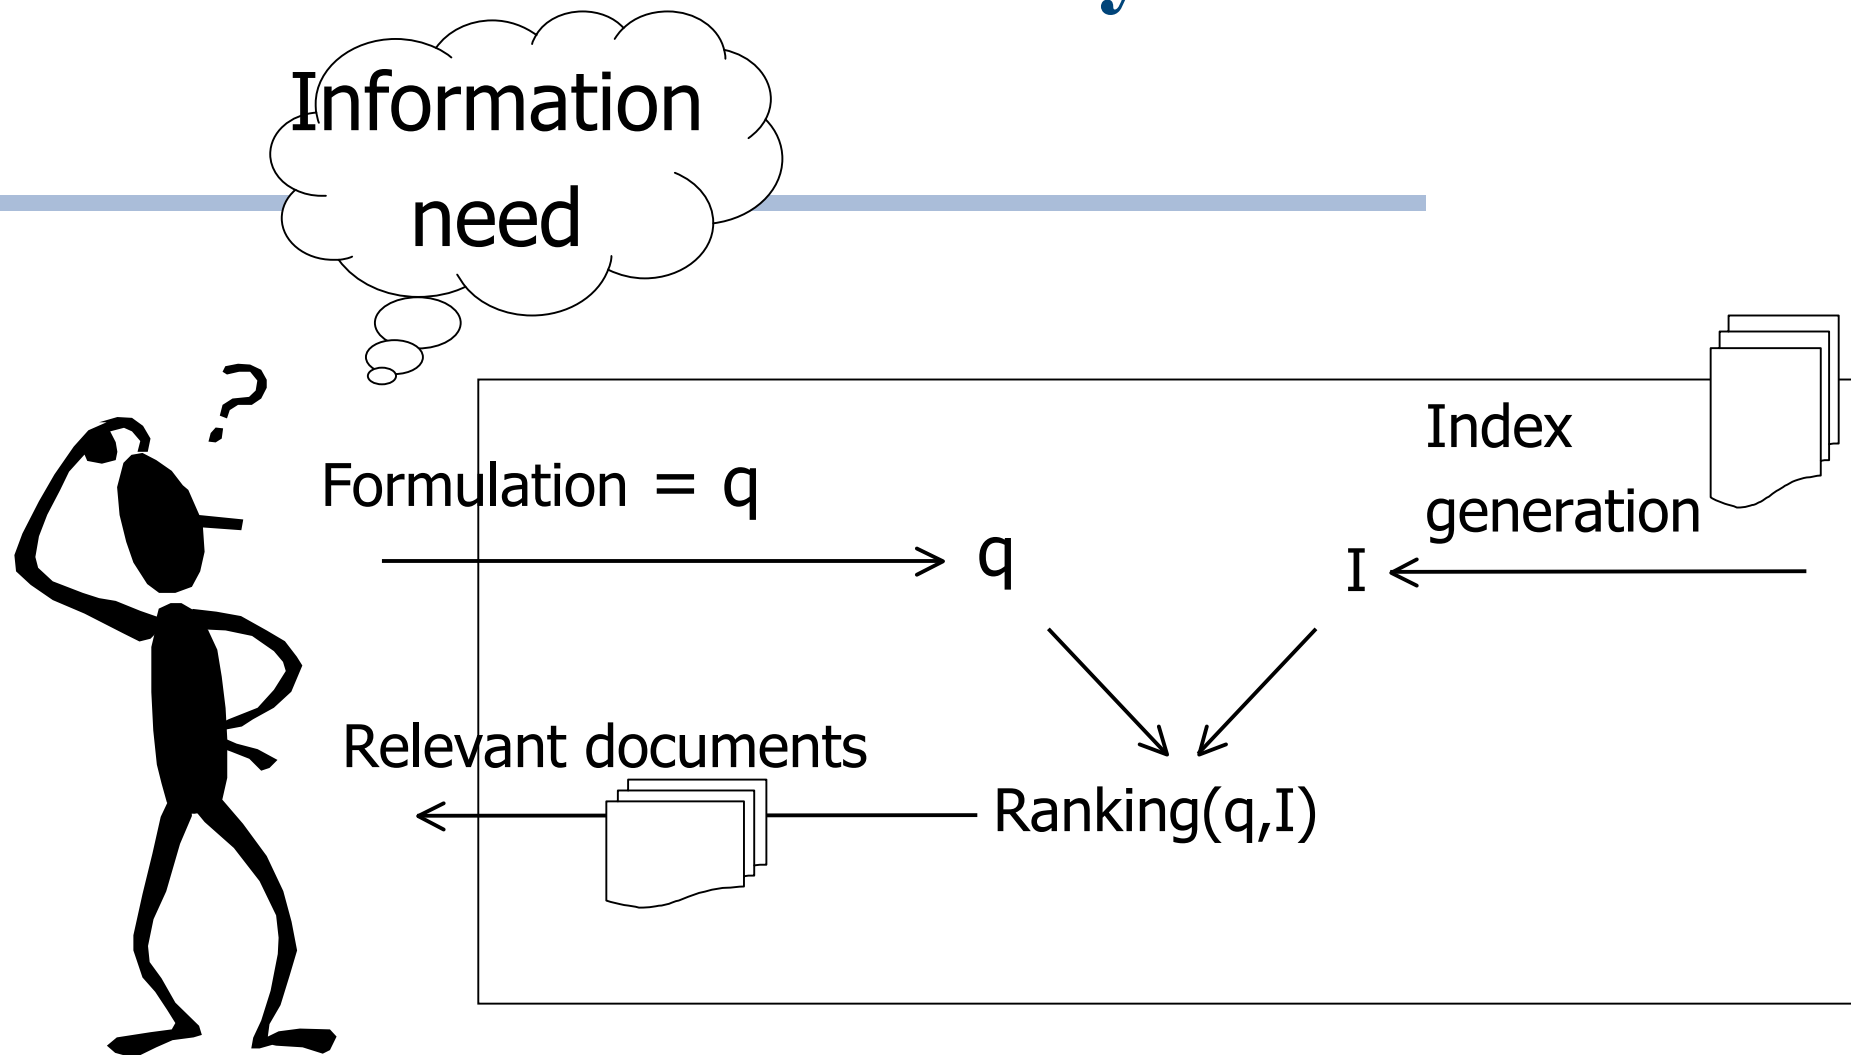 Information
need
?
Formulation = q
Index
generation
q
I
Relevant documents
Ranking(q,I)